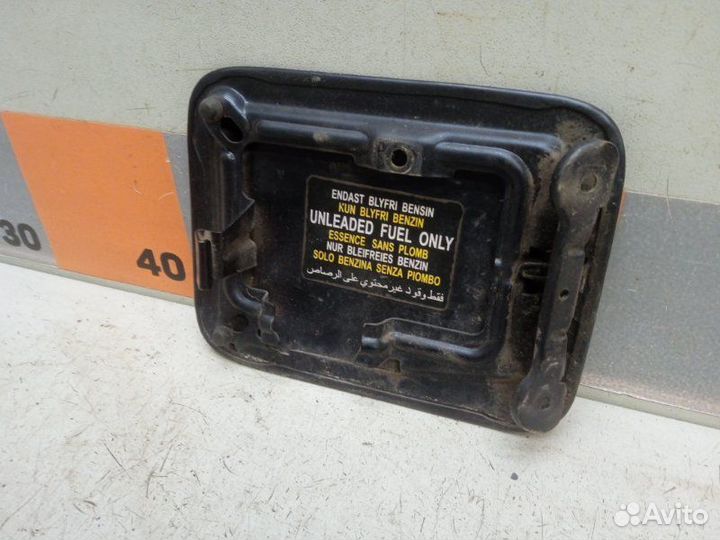 ENDAST BLYFRI BENSIN
KUN BLYFRI BENZIN
UNLEADED FUEL ONLY
ESSENCE SANS PLOMB
NUR BLEIFREIES BENZIN
SOLO BENZINA SENZA PIOMBO
فقط وقود غير محتوي على الرصاص
30
40
Avito